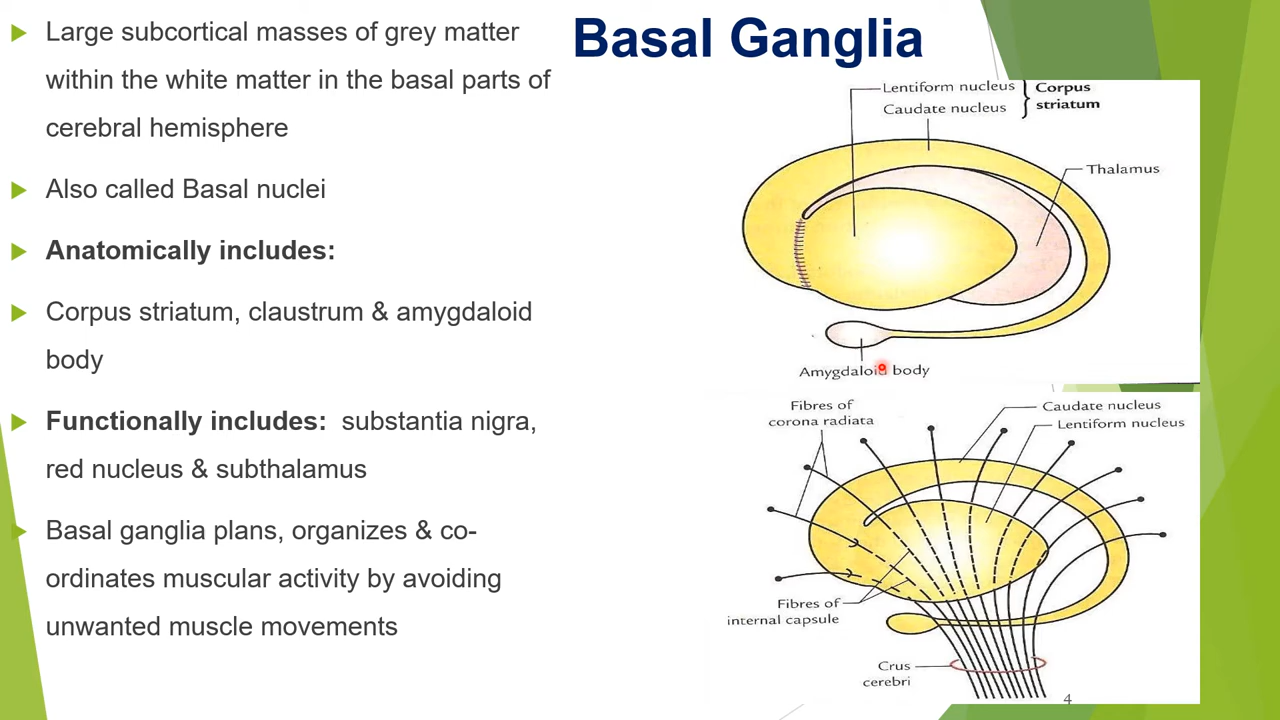 Basal Ganglia
Large subcortical masses of grey matter
within the white matter in the basal parts of
cerebral hemisphere
Also called Basal nuclei
Anatomically includes:
Corpus striatum, claustrum & amygdaloid
body
Functionally includes: substantia nigra,
red nucleus & subthalamus
Basal ganglia plans, organizes & co-
ordinates muscular activity by avoiding
unwanted muscle movements
Lentiform nucleus
Caudate nucleus
Corpus
striatum
Thalamus
Amygdaloid body
Fibres of
corona radiata
Caudate nucleus
Lentiform nucleus
Fibres of
internal capsule
Crus
cerebri
4